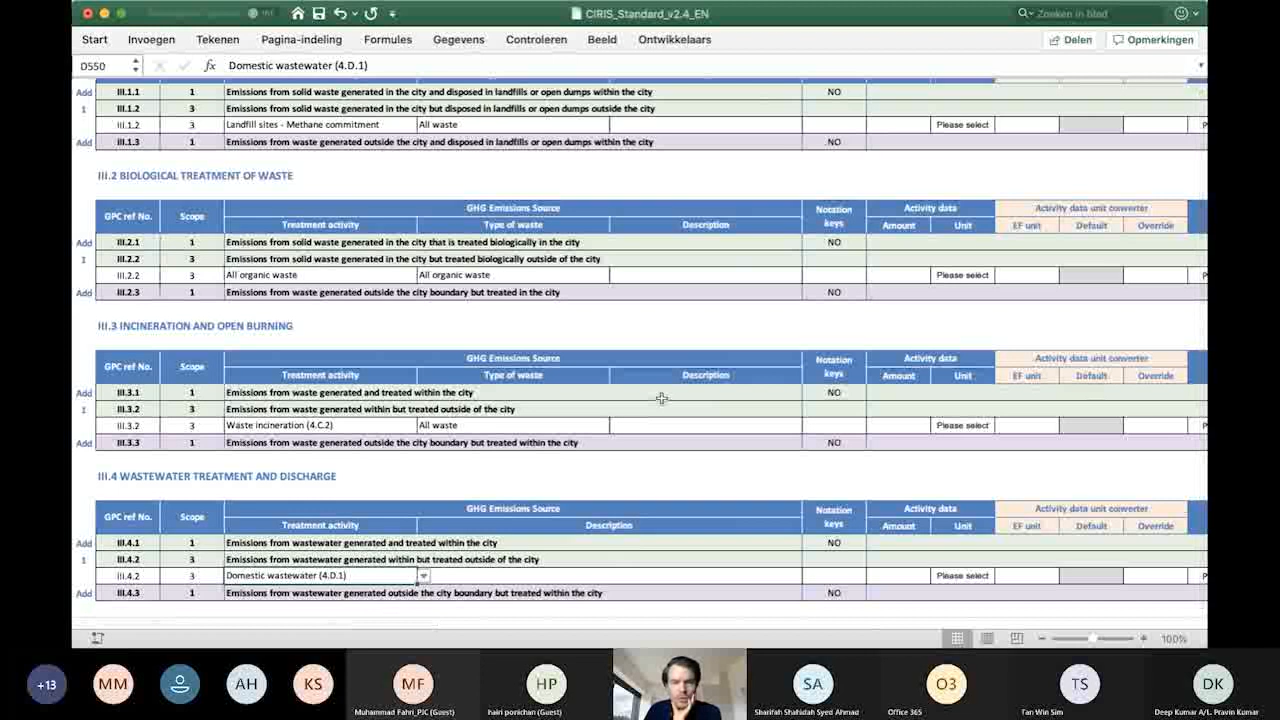 CIRIS_Standard_v2.4_EN
Zoeken in blad
Start Invoegen Tekenen Pagina-indeling Formules Gegevens Controleren Beeld Ontwikkelaars Delen Opmerkingen
D550 fx Domestic wastewater (4.D.1)
Add III.1.1 1 Emissions from solid waste generated in the city and disposed in landfills or open dumps within the city NO
1 III.1.2 3 Emissions from solid waste generated in the city but disposed in landfills or open dumps outside the city
III.1.2 3 Landfill sites - Methane commitment All waste Please select P
Add III.1.3 1 Emissions from waste generated outside the city and disposed in landfills or open dumps within the city NO
III.2 BIOLOGICAL TREATMENT OF WASTE
GPC ref No. Scope GHG Emissions Source Notation keys Activity data Activity data unit converter
Treatment activity Type of waste Description Amount Unit EF unit Default Override
Add III.2.1 1 Emissions from solid waste generated in the city that is treated biologically in the city NO
1 III.2.2 3 Emissions from solid waste generated in the city but treated biologically outside of the city
III.2.2 3 All organic waste All organic waste Please select P
Add III.2.3 1 Emissions from waste generated outside the city boundary but treated in the city NO
III.3 INCINERATION AND OPEN BURNING
GPC ref No. Scope GHG Emissions Source Notation keys Activity data Activity data unit converter
Treatment activity Type of waste Description Amount Unit EF unit Default Override
Add III.3.1 1 Emissions from waste generated and treated within the city NO
1 III.3.2 3 Emissions from waste generated within but treated outside of the city
III.3.2 3 Waste incineration (4.C.2) All waste Please select P
Add III.3.3 1 Emissions from waste generated outside the city boundary but treated within the city NO
III.4 WASTEWATER TREATMENT AND DISCHARGE
GPC ref No. Scope GHG Emissions Source Notation keys Activity data Activity data unit converter
Treatment activity Description Amount Unit EF unit Default Override
Add III.4.1 1 Emissions from wastewater generated and treated within the city NO
1 III.4.2 3 Emissions from wastewater generated within but treated outside of the city
III.4.2 3 Domestic wastewater (4.D.1) Please select P
Add III.4.3 1 Emissions from wastewater generated outside the city boundary but treated within the city NO
100%
+13 MM AH KS MF HP SA O3 TS DK
Muhammad Fahri_PJC (Guest) hairi ponichan (Guest) Sharifah Shahidah Syed Ahmad Office 365 Tan Win Sim Deep Kumar A/L. Pravin Kumar